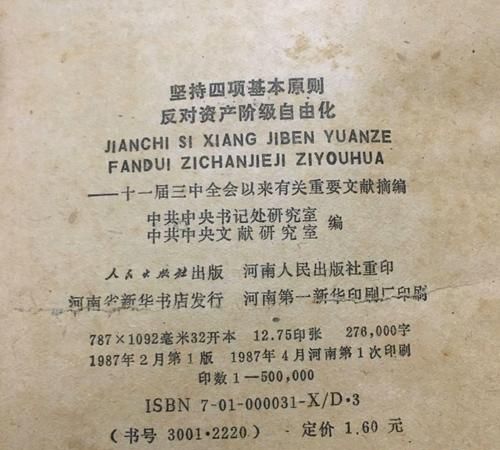 坚持四项基本原则
反对资产阶级自由化
JIANCHI SI XIANG JIBEN YUANZE
FANDUI ZICHANJIEJI ZIYOUHUA
——十一届三中全会以来有关重要文献摘编
中共中央书记处研究室
中共中央文献研究室 编
人民出版社出版 河南人民出版社重印
河南省新华书店发行 河南第一新华印刷厂印刷
787×1092毫米32开本 12.75印张 276,000字
1987年2月第1版 1987年4月河南第1次印刷
印数1—500,000
ISBN 7-01-000031-X/D·3
(书号 3001·2220) 定价 1.60 元